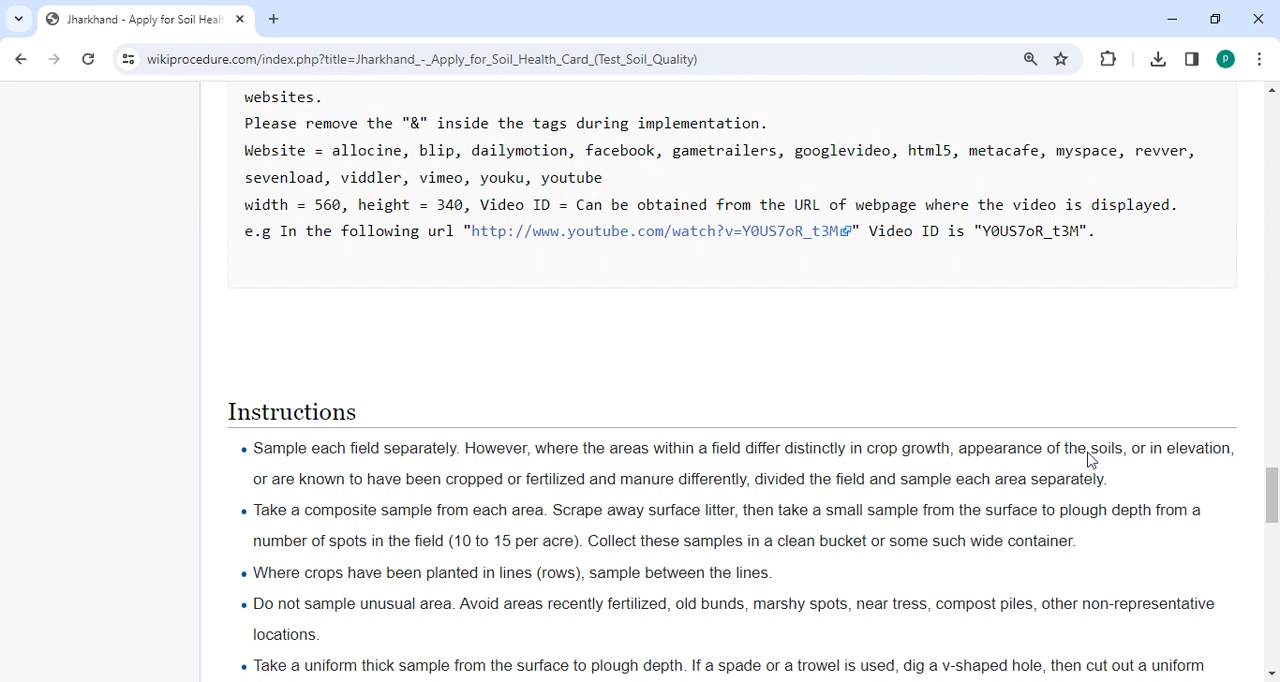 Jharkhand - Apply for Soil Heal
wikiprocedure.com/index.php?title=Jharkhand_-_Apply_for_Soil_Health_Card_(Test_Soil_Quality)
P
websites.
Please remove the "&" inside the tags during implementation.
Website = allocine, blip, dailymotion, facebook, gametrailers, googlevideo, html5, metacafe, myspace, revver,
sevenload, viddler, vimeo, youku, youtube
width = 560, height = 340, Video ID = Can be obtained from the URL of webpage where the video is displayed.
e.g In the following url "http://www.youtube.com/watch?v=Y0US7oR_t3M" Video ID is "Y0US7oR_t3M".
Instructions
• Sample each field separately. However, where the areas within a field differ distinctly in crop growth, appearance of the soils, or in elevation,
or are known to have been cropped or fertilized and manure differently, divided the field and sample each area separately.
• Take a composite sample from each area. Scrape away surface litter, then take a small sample from the surface to plough depth from a
number of spots in the field (10 to 15 per acre). Collect these samples in a clean bucket or some such wide container.
• Where crops have been planted in lines (rows), sample between the lines.
• Do not sample unusual area. Avoid areas recently fertilized, old bunds, marshy spots, near tress, compost piles, other non-representative
locations.
• Take a uniform thick sample from the surface to plough depth. If a spade or a trowel is used, dig a v-shaped hole, then cut out a uniform